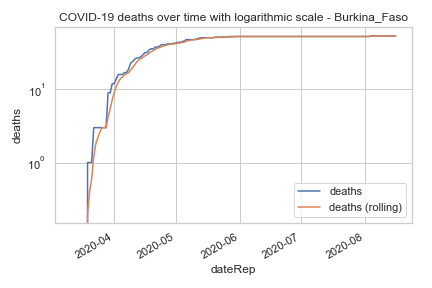 COVID-19 deaths over time with logarithmic scale - Burkina_Faso
deaths
10¹
10⁰
deaths
deaths (rolling)
2020-04
2020-05
2020-06
2020-07
2020-08
dateRep